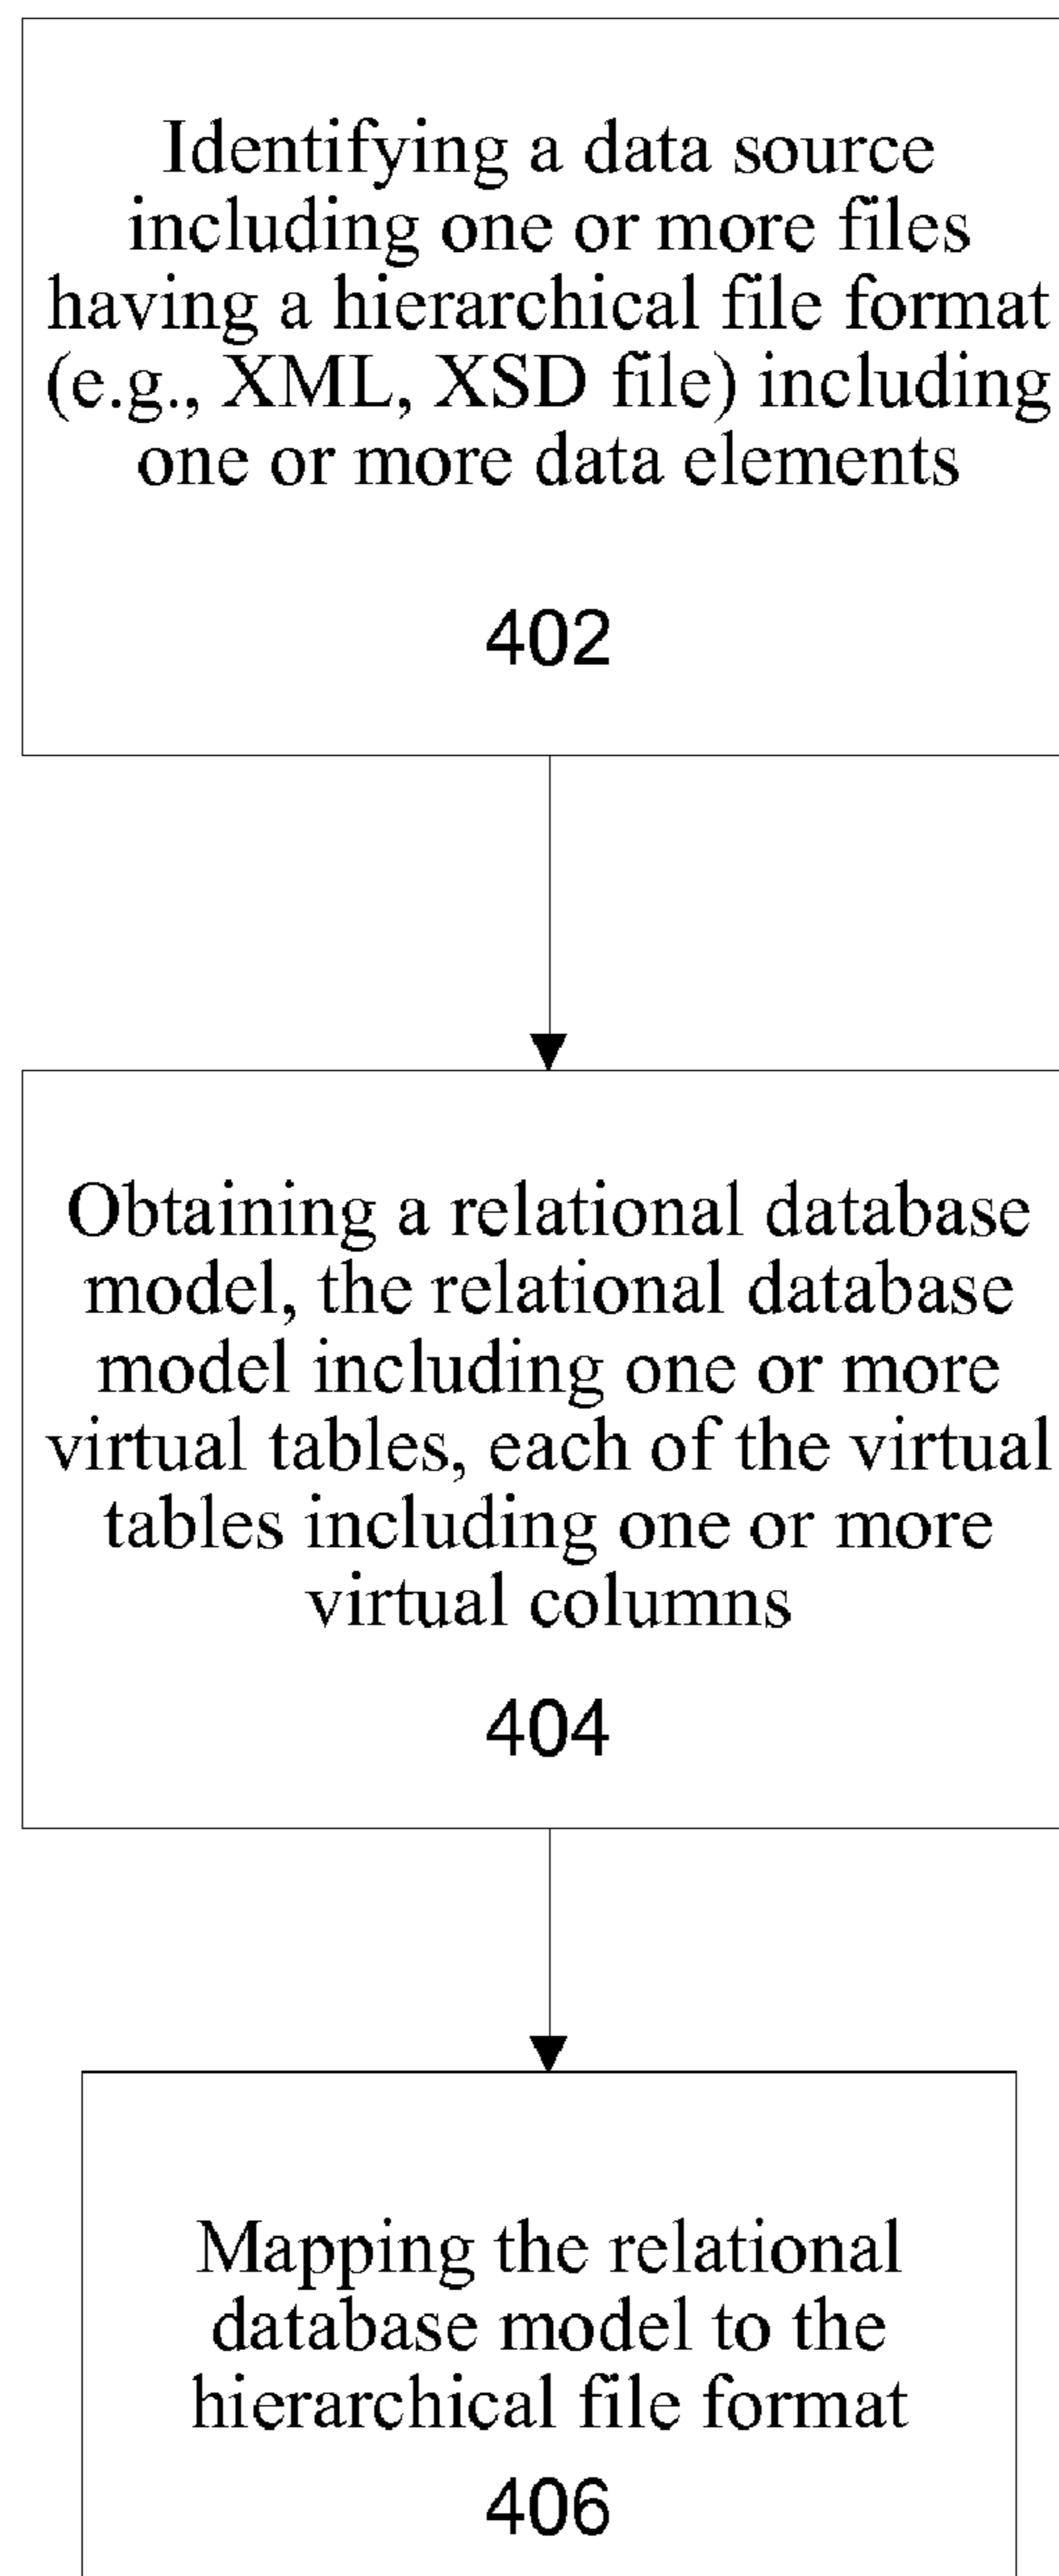 Identifying a data source
including one or more files
having a hierarchical file format
(e.g., XML, XSD file) including
one or more data elements
402
Obtaining a relational database
model, the relational database
model including one or more
virtual tables, each of the virtual
tables including one or more
virtual columns
404
Mapping the relational
database model to the
hierarchical file format
406